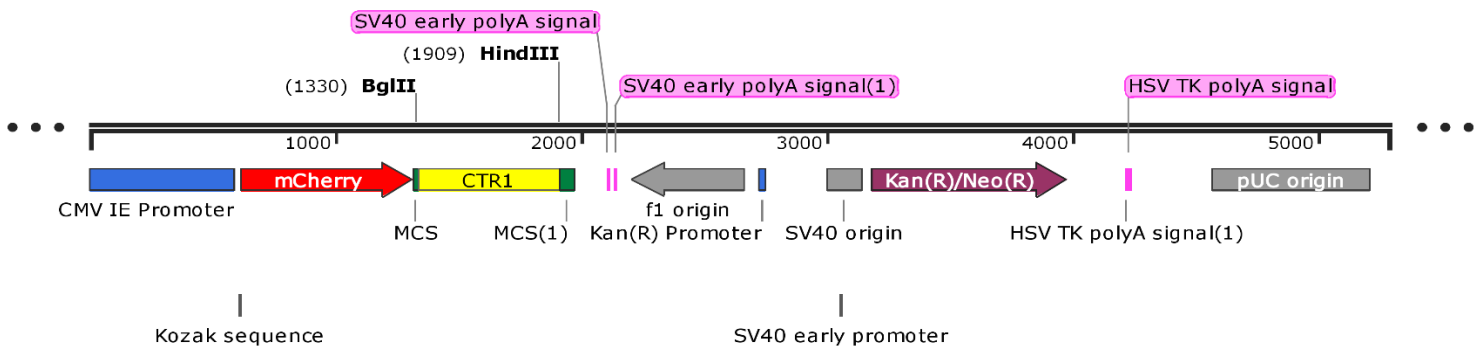 SV40 early polyA signal
(1909) HindIII
(1330) BglII
SV40 early polyA signal(1)
HSV TK polyA signal
1000 2000 3000 4000 5000
mCherry CTR1 Kan(R)/Neo(R) pUC origin
CMV IE Promoter f1 origin
MCS MCS(1) Kan(R) Promoter SV40 origin HSV TK polyA signal(1)
Kozak sequence SV40 early promoter